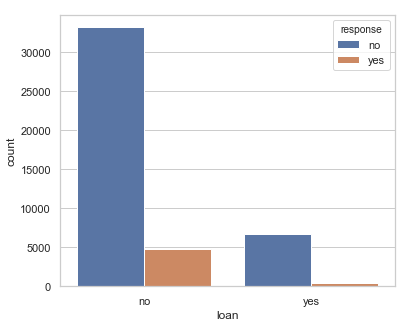 response
no
yes
30000
25000
20000
15000
10000
5000
0
count
no yes
loan